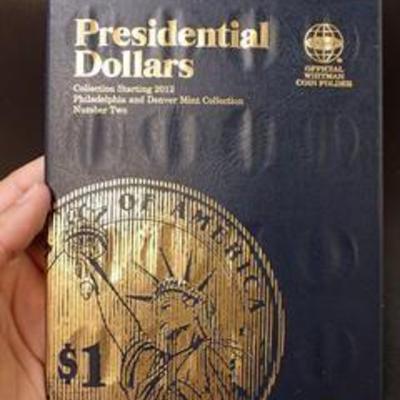 Presidential
Dollars
Collection Starting 2012
Philadelphia and Denver Mint Collection
Number Two
OFFICIAL
WHITMAN
COIN FOLDER
OF AMERICA
$1